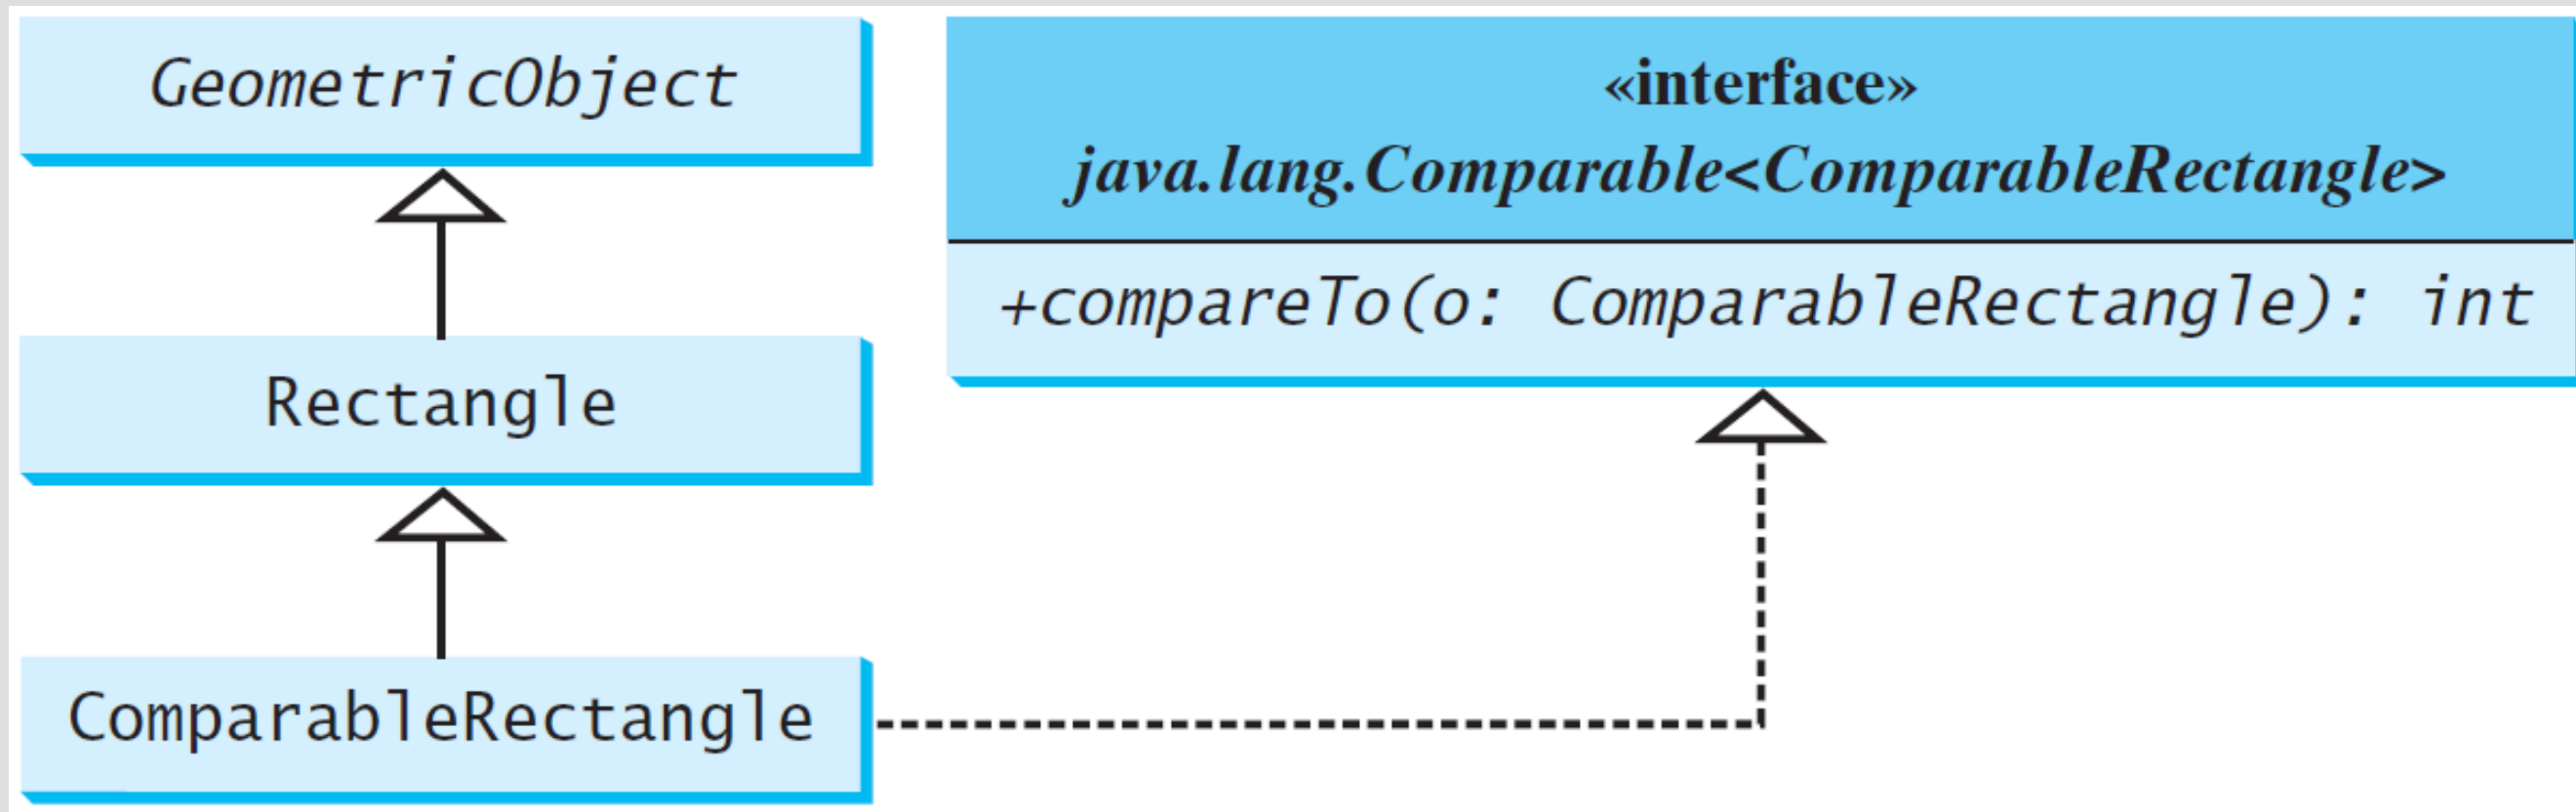 GeometricObject
Rectangle
ComparableRectangle
«interface»
java.lang.Comparable<ComparableRectangle>
+compareTo(o: ComparableRectangle): int